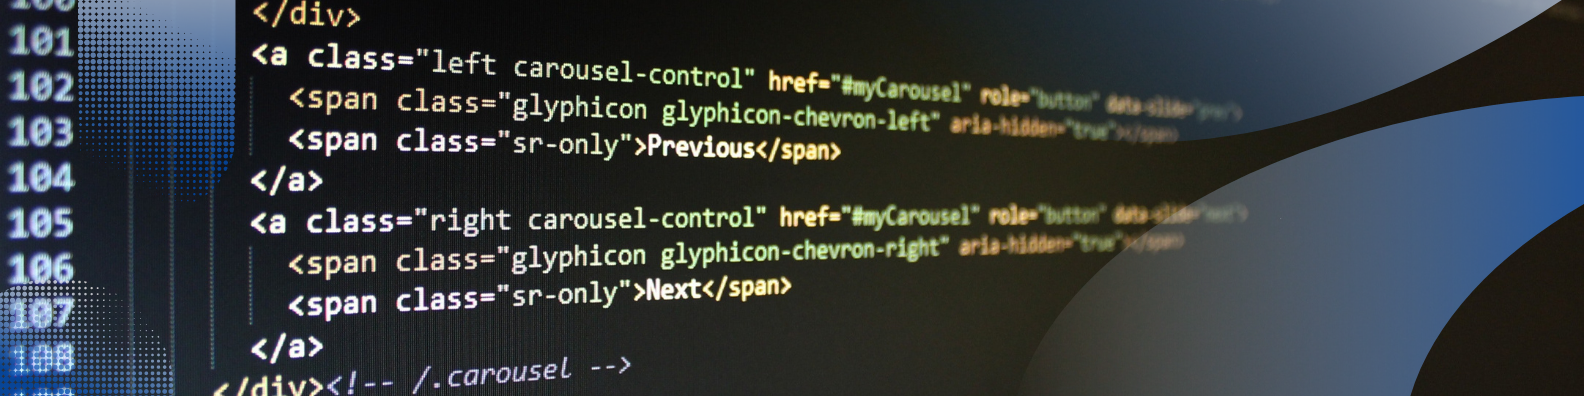 100 </div>
101 <a class="left carousel-control" href="#myCarousel" role="button" data-slide="prev">
102 <span class="glyphicon glyphicon-chevron-left" aria-hidden="true"></span>
103 <span class="sr-only">Previous</span>
104 </a>
105 <a class="right carousel-control" href="#myCarousel" role="button" data-slide="next">
106 <span class="glyphicon glyphicon-chevron-right" aria-hidden="true"></span>
107 <span class="sr-only">Next</span>
108 </a>
</div><!-- /.carousel -->